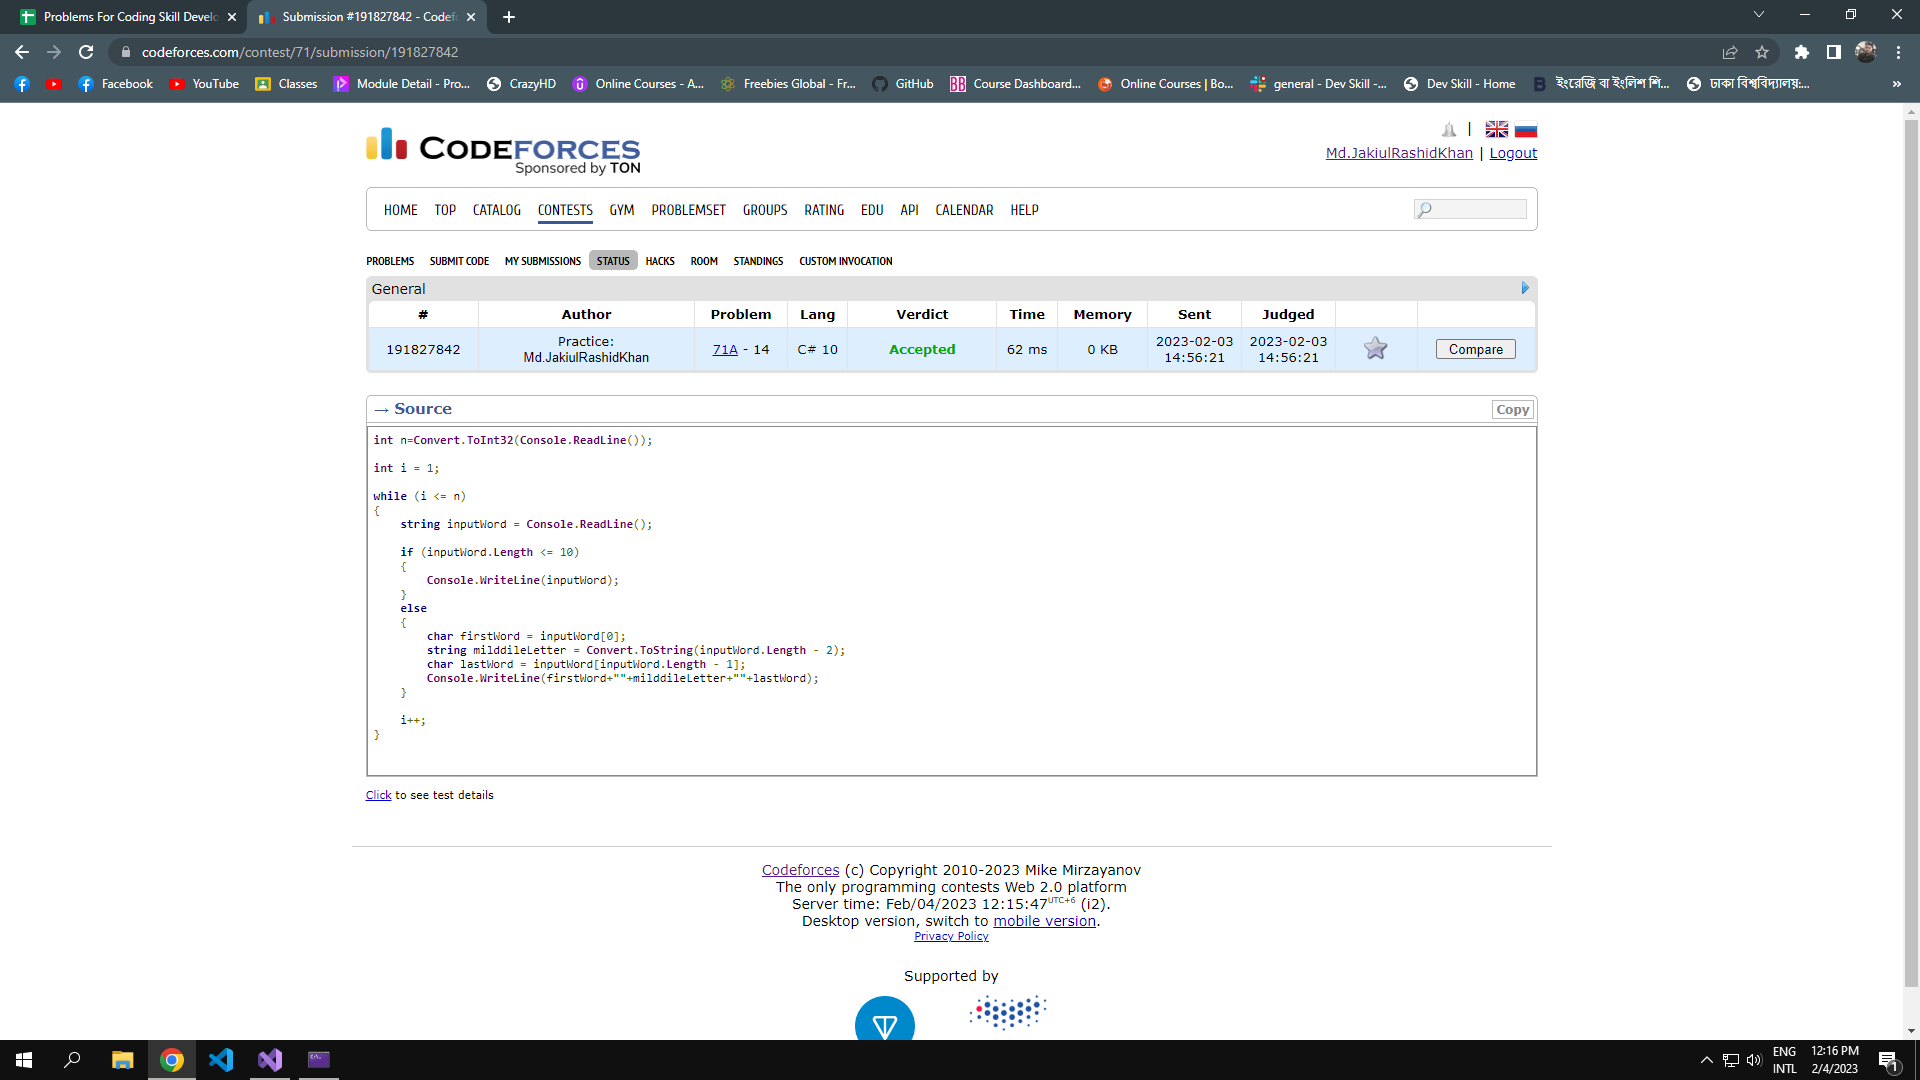 Problems For Coding Skill Develo
Submission #191827842 - Codef
codeforces.com/contest/71/submission/191827842
Facebook
YouTube
Classes
Module Detail - Pro...
CrazyHD
Online Courses - A...
Freebies Global - Fr...
GitHub
Course Dashboard...
Online Courses | Bo...
general - Dev Skill -...
Dev Skill - Home
ইংরেজি বা ইংলিশ শি...
ঢাকা বিশ্ববিদ্যালয়:...
CODEFORCES
Sponsored by TON
Md.JakiulRashidKhan | Logout
HOME TOP CATALOG CONTESTS GYM PROBLEMSET GROUPS RATING EDU API CALENDAR HELP
PROBLEMS SUBMIT CODE MY SUBMISSIONS STATUS HACKS ROOM STANDINGS CUSTOM INVOCATION
General
# Author Problem Lang Verdict Time Memory Sent Judged
191827842 Practice: Md.JakiulRashidKhan 71A - 14 C# 10 Accepted 62 ms 0 KB 2023-02-03 14:56:21 2023-02-03 14:56:21 Compare
→ Source
Copy
int n=Convert.ToInt32(Console.ReadLine());
int i = 1;
while (i <= n)
{
string inputWord = Console.ReadLine();
if (inputWord.Length <= 10)
{
Console.WriteLine(inputWord);
}
else
{
char firstWord = inputWord[0];
string milddileLetter = Convert.ToString(inputWord.Length - 2);
char lastWord = inputWord[inputWord.Length - 1];
Console.WriteLine(firstWord+""+milddileLetter+""+lastWord);
}
i++;
}
Click to see test details
Codeforces (c) Copyright 2010-2023 Mike Mirzayanov
The only programming contests Web 2.0 platform
Server time: Feb/04/2023 12:15:47 UTC+6 (i2).
Desktop version, switch to mobile version.
Privacy Policy
Supported by
ENG
INTL
12:16 PM
2/4/2023
1